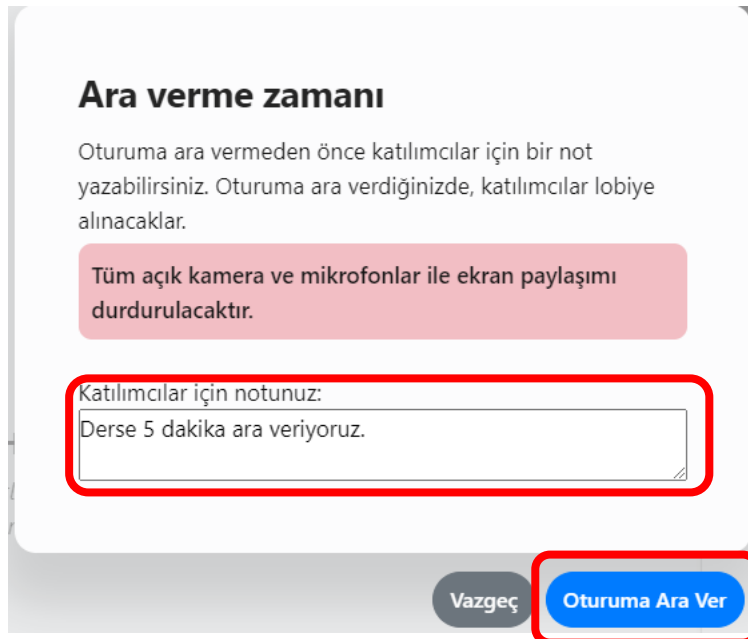 Ara verme zamanı
Oturuma ara vermeden önce katılımcılar için bir not
yazabilirsiniz. Oturuma ara verdiğinizde, katılımcılar lobiye
alınacaklar.
Tüm açık kamera ve mikrofonlar ile ekran paylaşımı
durdurulacaktır.
Katılımcılar için notunuz:
Derse 5 dakika ara veriyoruz.
Vazgeç
Oturuma Ara Ver